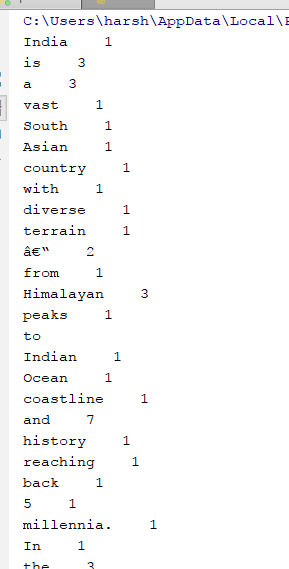 C:\Users\harsh\AppData\Local\
India 1
is 3
a 3
vast 1
South 1
Asian 1
country 1
with 1
diverse 1
terrain 1
â€“ 2
from 1
Himalayan 3
peaks 1
to
Indian 1
Ocean 1
coastline 1
and 7
history 1
reaching 1
back 1
5 1
millennia. 1
In 1
the 3